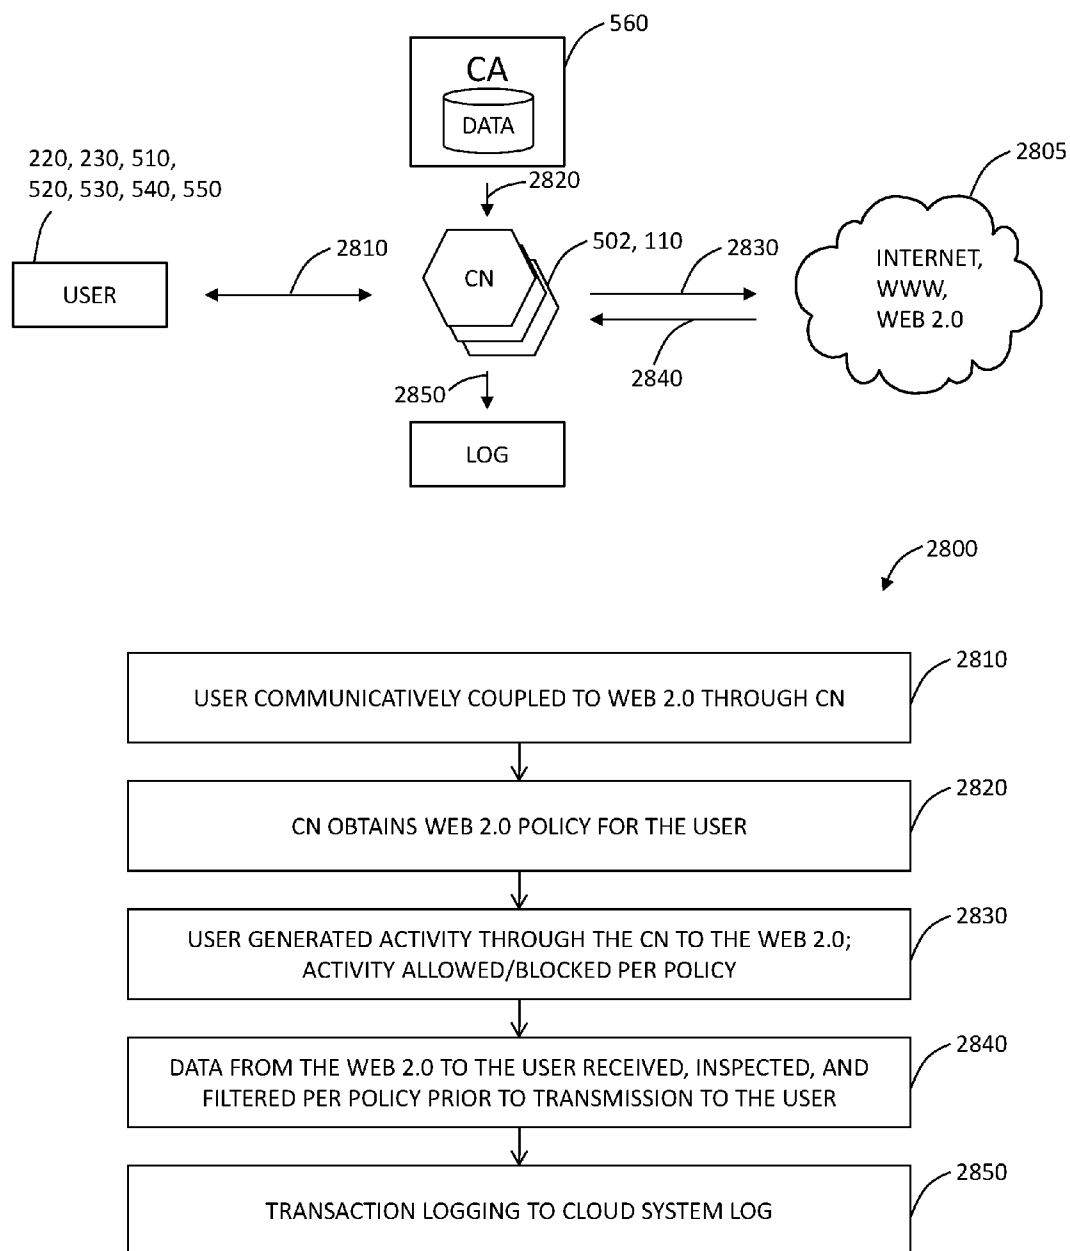 560
CA
DATA
220, 230, 510,
520, 530, 540, 550
2820
2805
USER
2810
CN
502, 110
2830
INTERNET,
WWW,
WEB 2.0
2840
2850
LOG
2800
2810
USER COMMUNICATIVELY COUPLED TO WEB 2.0 THROUGH CN
2820
CN OBTAINS WEB 2.0 POLICY FOR THE USER
2830
USER GENERATED ACTIVITY THROUGH THE CN TO THE WEB 2.0;
ACTIVITY ALLOWED/BLOCKED PER POLICY
2840
DATA FROM THE WEB 2.0 TO THE USER RECEIVED, INSPECTED, AND
FILTERED PER POLICY PRIOR TO TRANSMISSION TO THE USER
2850
TRANSACTION LOGGING TO CLOUD SYSTEM LOG